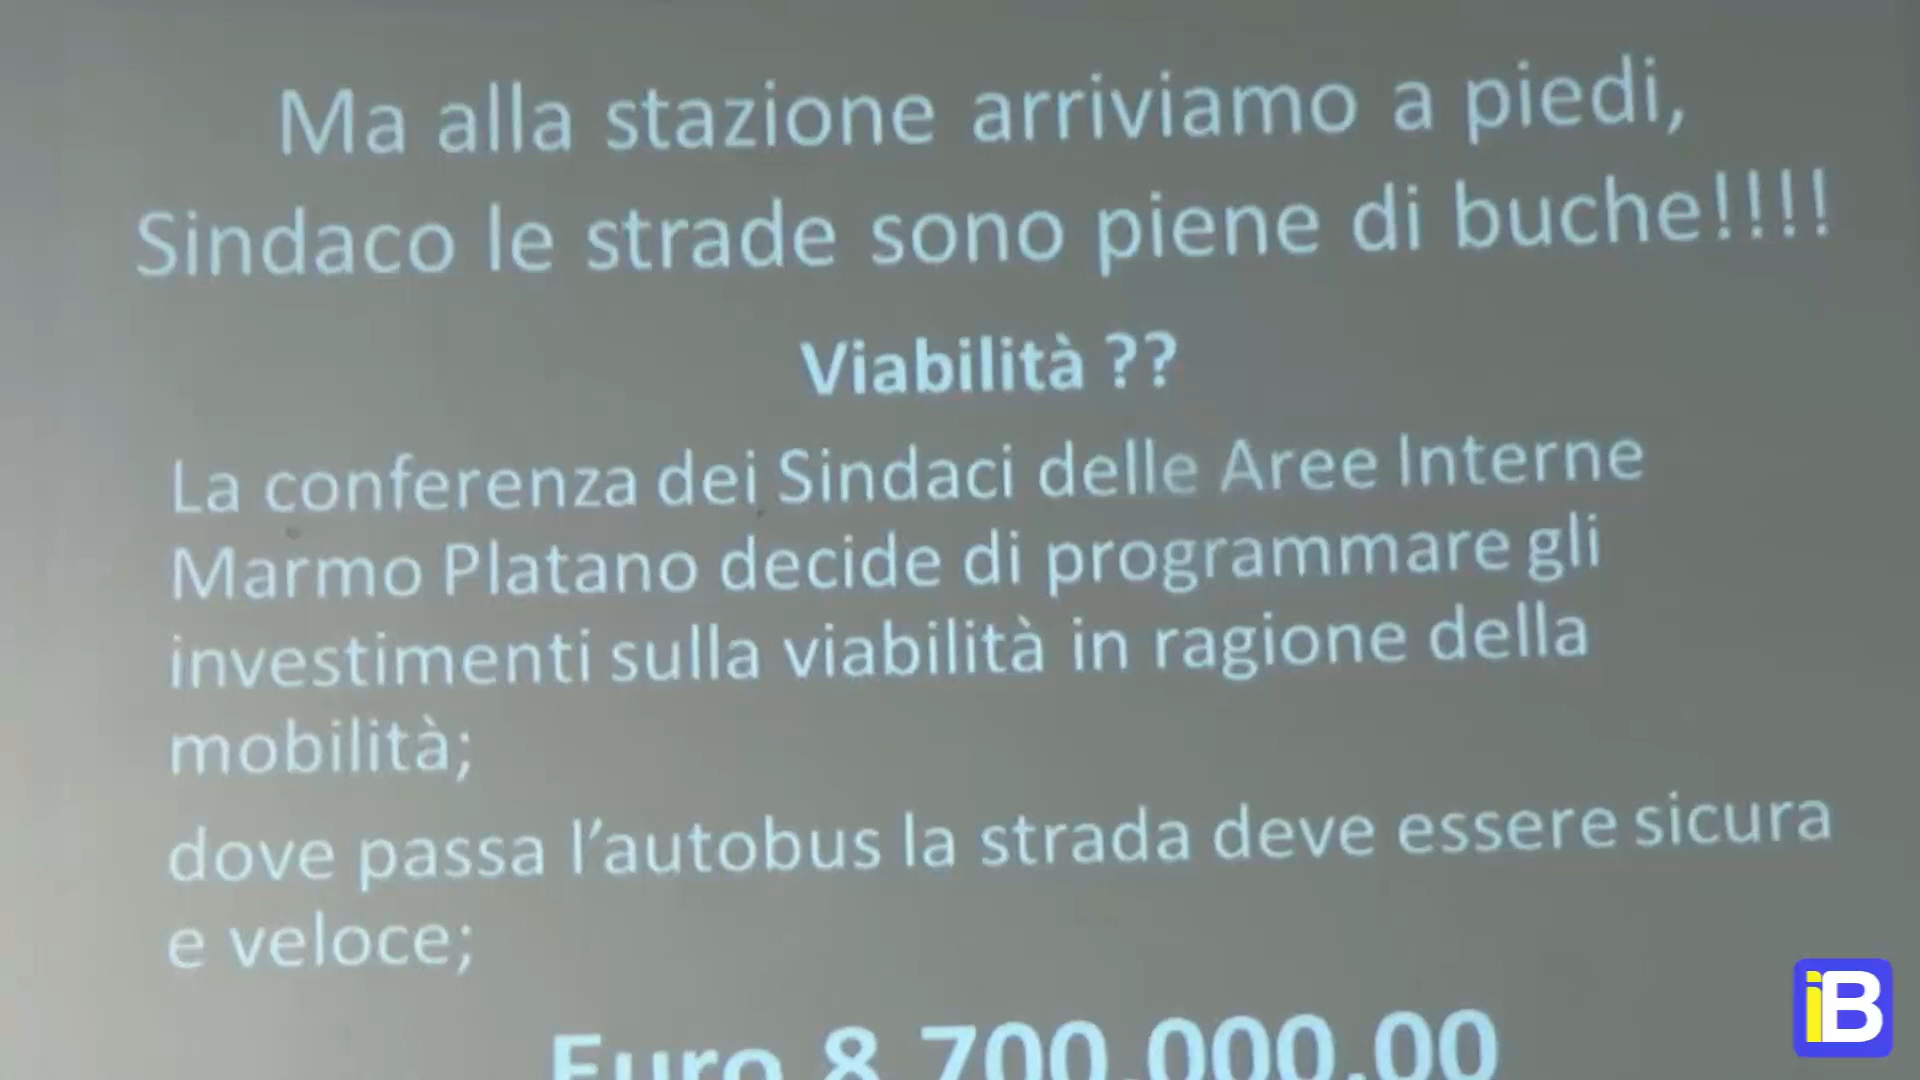 Ma alla stazione arriviamo a piedi,
Sindaco le strade sono piene di buche!!!!
Viabilità ??
La conferenza dei Sindaci delle Aree Interne
Marmo Platano decide di programmare gli
investimenti sulla viabilità in ragione della
mobilità;
dove passa l'autobus la strada deve essere sicura
e veloce;
Euro 8.700.000,00
iB